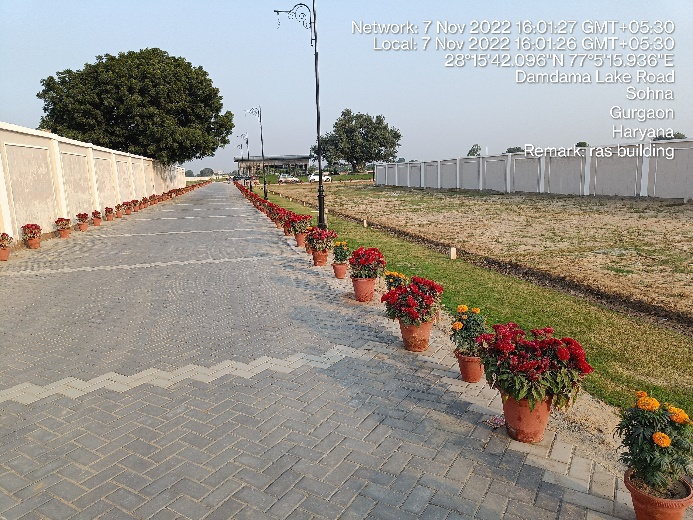 Network: 7 Nov 2022 16:01:27 GMT+05:30
Local: 7 Nov 2022 16:01:26 GMT+05:30
28°15'42.096"N 77°5'15.936"E
Damdama Lake Road
Sohna
Gurgaon
Haryana
Remark: ras building